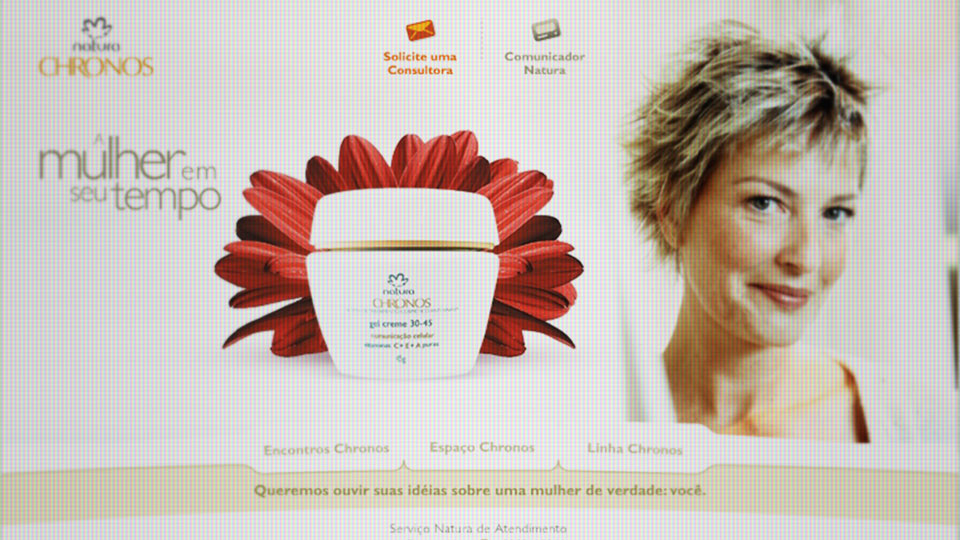 natura
CHRONOS
Solicite uma
Consultora
Comunicador
Natura
A
mulher em
seu tempo
natura
CHRONOS
gel creme 30-45
comunicação celular
vitaminas C+E+A puras
Encontros Chronos
Espaço Chronos
Linha Chronos
Queremos ouvir suas idéias sobre uma mulher de verdade: você.
Serviço Natura de Atendimento